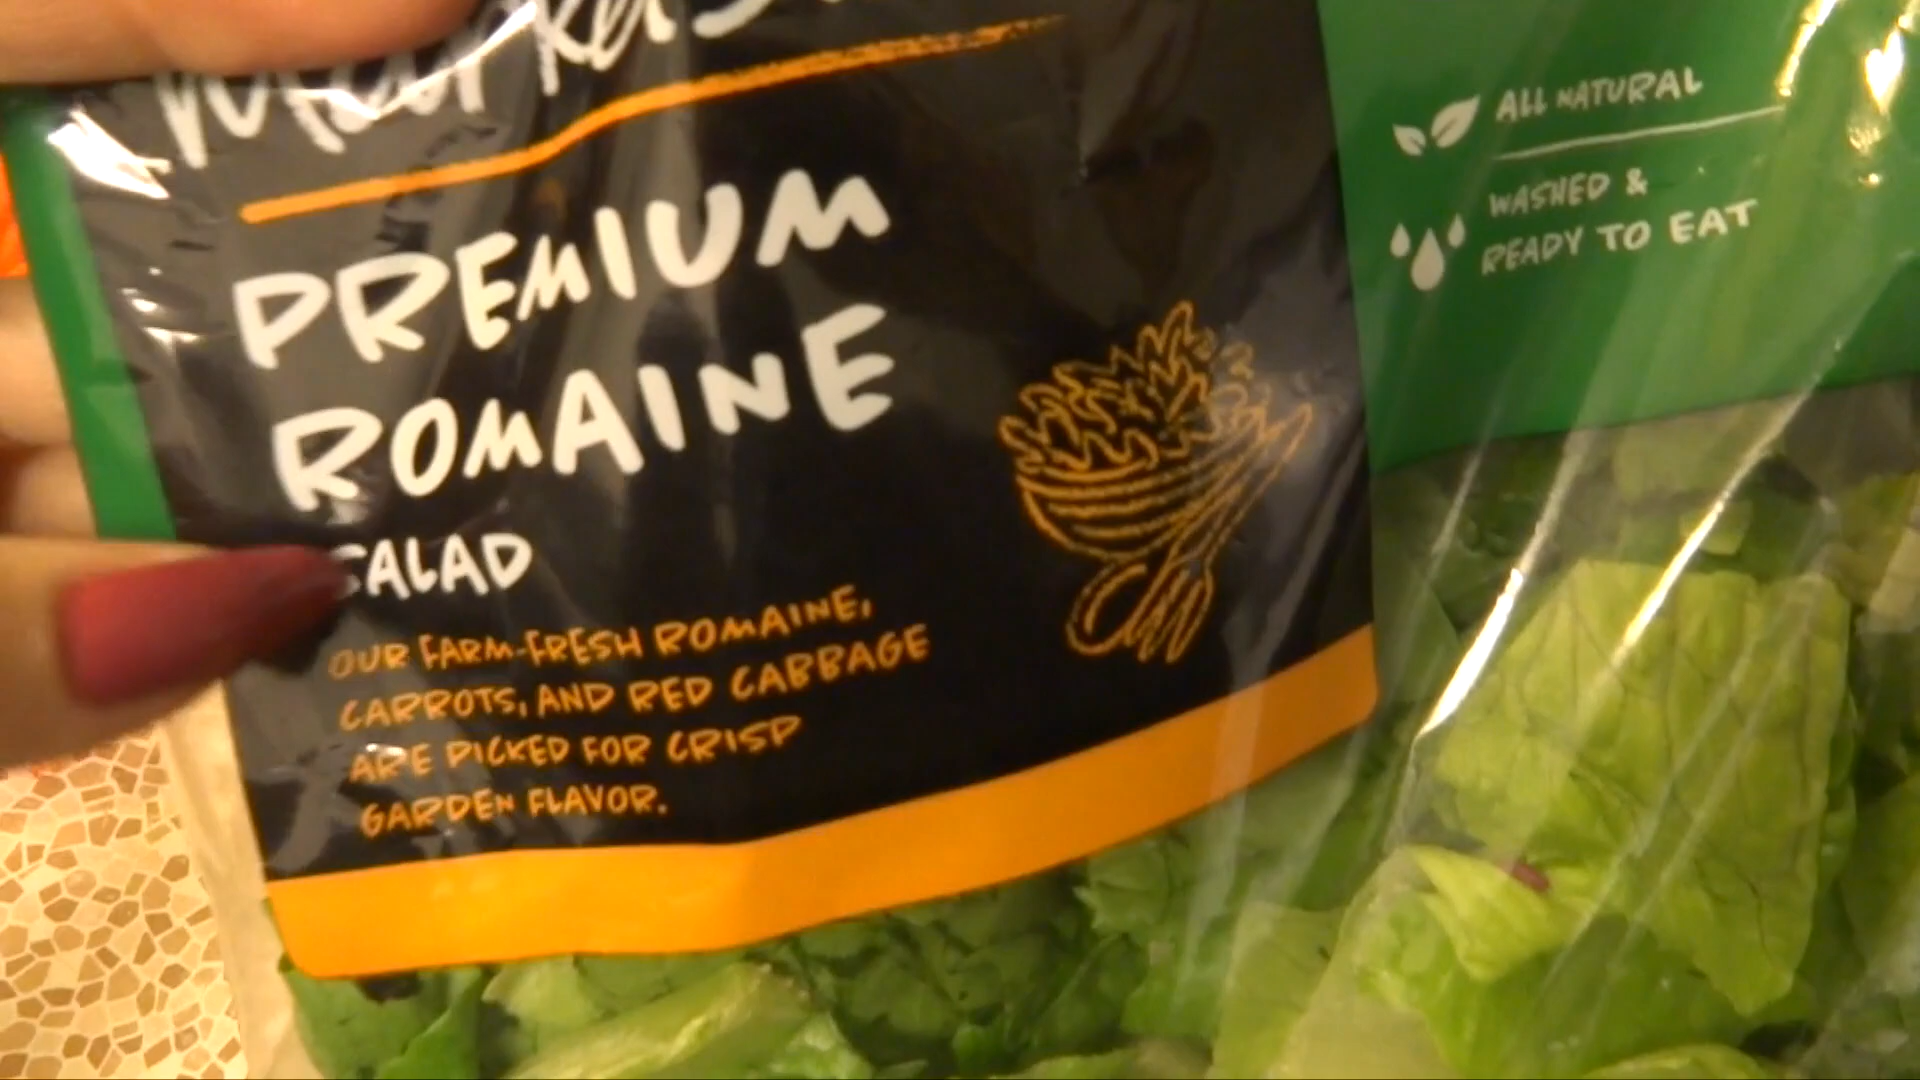 PREMIUM
ROMAINE
SALAD
OUR FARM-FRESH ROMAINE,
CARROTS, AND RED CABBAGE
ARE PICKED FOR CRISP
GARDEN FLAVOR.
ALL NATURAL
WASHED &
READY TO EAT